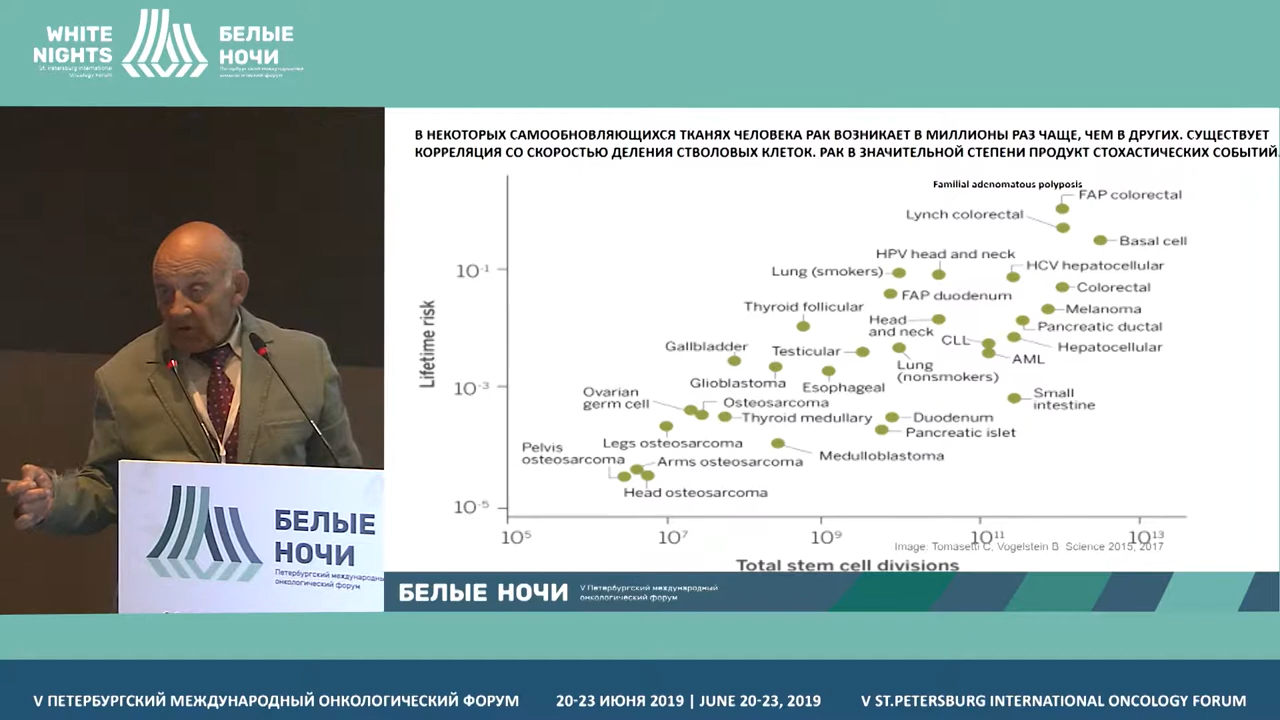 WHITE
NIGHTS
St. Petersburg International
Oncology Forum
БЕЛЫЕ
НОЧИ
Петербургский международный
онкологический форум
В НЕКОТОРЫХ САМООБНОВЛЯЮЩИХСЯ ТКАНЯХ ЧЕЛОВЕКА РАК ВОЗНИКАЕТ В МИЛЛИОНЫ РАЗ ЧАЩЕ, ЧЕМ В ДРУГИХ. СУЩЕСТВУЕТ
КОРРЕЛЯЦИЯ СО СКОРОСТЬЮ ДЕЛЕНИЯ СТВОЛОВЫХ КЛЕТОК. РАК В ЗНАЧИТЕЛЬНОЙ СТЕПЕНИ ПРОДУКТ СТОХАСТИЧЕСКИХ СОБЫТИЙ.
Familial adenomatous polyposis
FAP colorectal
Lynch colorectal
Basal cell
HPV head and neck
HCV hepatocellular
Lung (smokers)
Colorectal
FAP duodenum
Thyroid follicular
Melanoma
Head
and neck
Pancreatic ductal
CLL
Hepatocellular
Gallbladder
Testicular
AML
Lung
(nonsmokers)
Glioblastoma
Esophageal
Small
intestine
Ovarian
germ cell
Osteosarcoma
Thyroid medullary
Duodenum
Pancreatic islet
Legs osteosarcoma
Medulloblastoma
Pelvis
osteosarcoma
Arms osteosarcoma
Head osteosarcoma
Lifetime risk
10-1
10-3
10-5
105
107
109
1011
1013
Image: Tomasetti C, Vogelstein B Science 2015, 2017
Total stem cell divisions
БЕЛЫЕ
НОЧИ
Петербургский международный
онкологический форум
БЕЛЫЕ НОЧИ
V Петербургский международный
онкологический форум
V ПЕТЕРБУРГСКИЙ МЕЖДУНАРОДНЫЙ ОНКОЛОГИЧЕСКИЙ ФОРУМ
20-23 ИЮНЯ 2019 | JUNE 20-23, 2019
V ST.PETERSBURG INTERNATIONAL ONCOLOGY FORUM